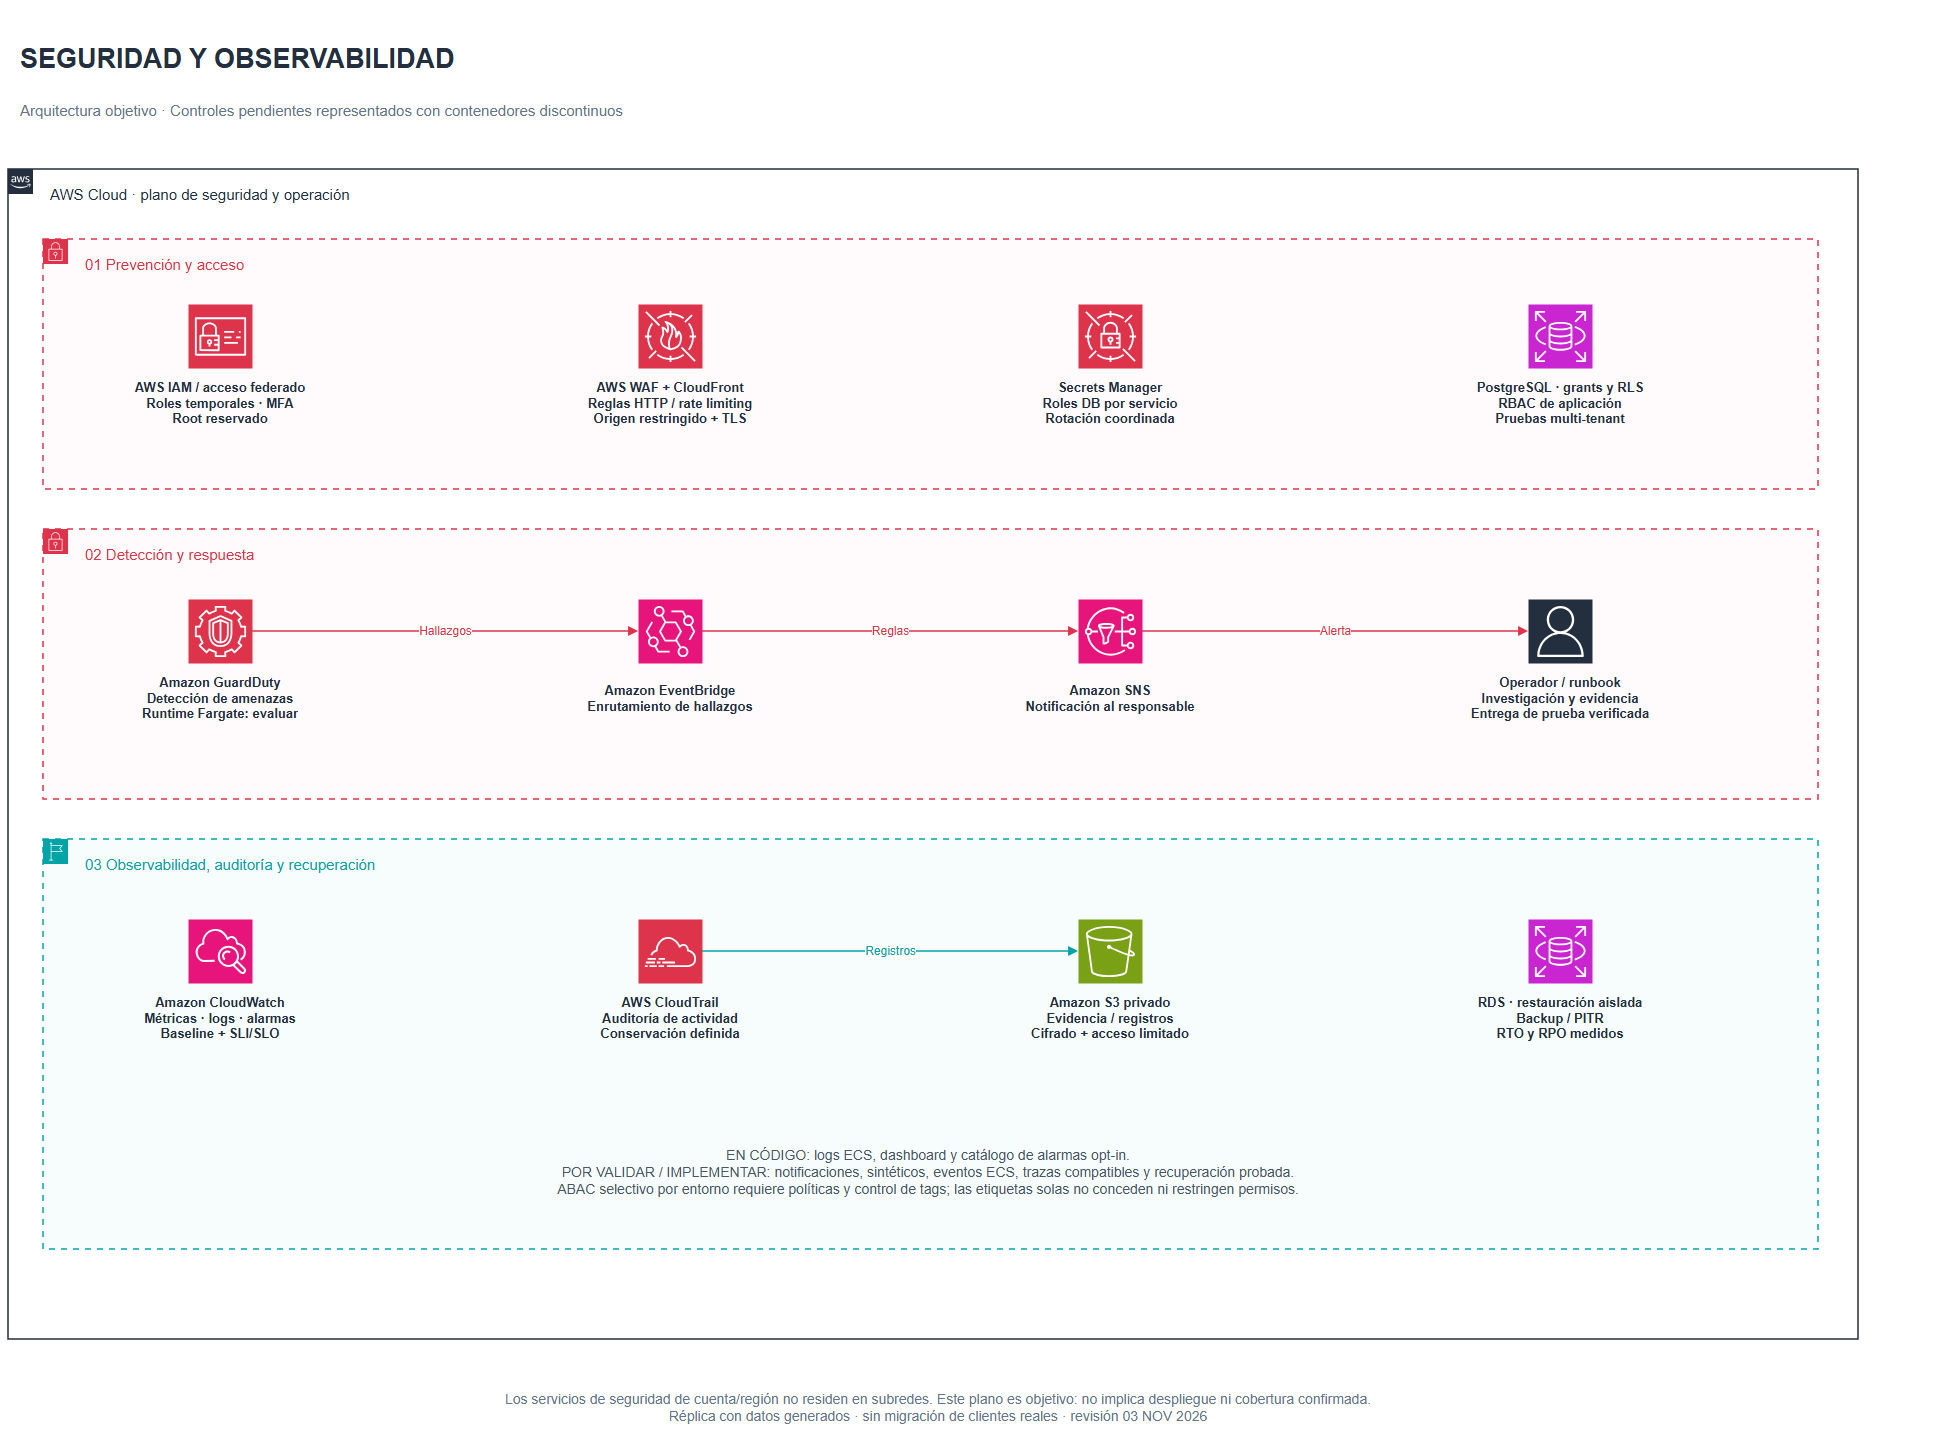 SEGURIDAD Y OBSERVABILIDAD
Arquitectura objetivo · Controles pendientes representados con contenedores discontinuos
aws
AWS Cloud · plano de seguridad y operación
01 Prevención y acceso
AWS IAM / acceso federado
Roles temporales · MFA
Root reservado
AWS WAF + CloudFront
Reglas HTTP / rate limiting
Origen restringido + TLS
Secrets Manager
Roles DB por servicio
Rotación coordinada
PostgreSQL · grants y RLS
RBAC de aplicación
Pruebas multi-tenant
02 Detección y respuesta
Hallazgos
Reglas
Alerta
Amazon GuardDuty
Detección de amenazas
Runtime Fargate: evaluar
Amazon EventBridge
Enrutamiento de hallazgos
Amazon SNS
Notificación al responsable
Operador / runbook
Investigación y evidencia
Entrega de prueba verificada
03 Observabilidad, auditoría y recuperación
Registros
Amazon CloudWatch
Métricas · logs · alarmas
Baseline + SLI/SLO
AWS CloudTrail
Auditoría de actividad
Conservación definida
Amazon S3 privado
Evidencia / registros
Cifrado + acceso limitado
RDS · restauración aislada
Backup / PITR
RTO y RPO medidos
EN CÓDIGO: logs ECS, dashboard y catálogo de alarmas opt-in.
POR VALIDAR / IMPLEMENTAR: notificaciones, sintéticos, eventos ECS, trazas compatibles y recuperación probada.
ABAC selectivo por entorno requiere políticas y control de tags; las etiquetas solas no conceden ni restringen permisos.
Los servicios de seguridad de cuenta/región no residen en subredes. Este plano es objetivo: no implica despliegue ni cobertura confirmada.
Réplica con datos generados · sin migración de clientes reales · revisión 03 NOV 2026